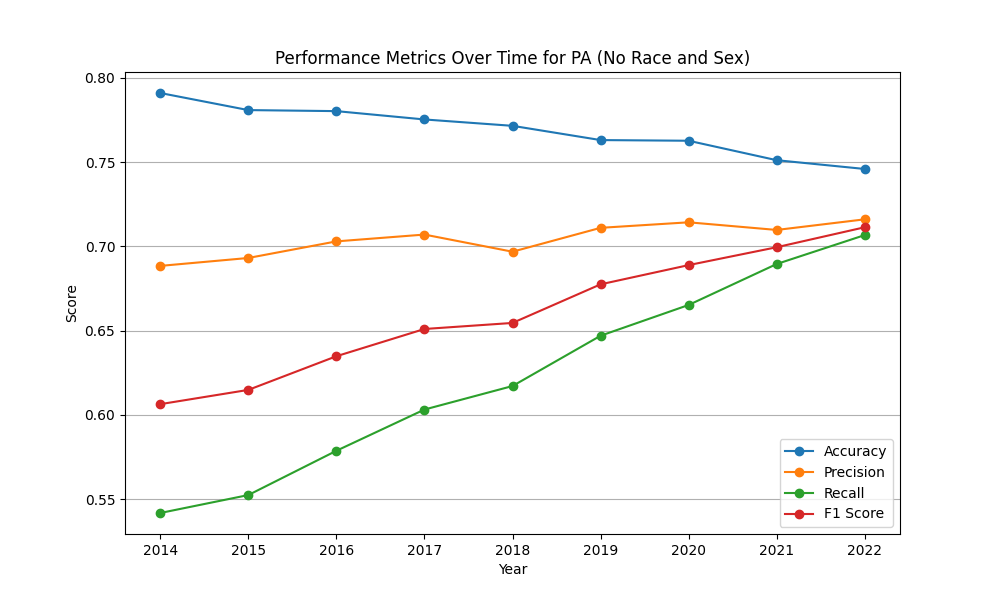 Performance Metrics Over Time for PA (No Race and Sex)
0.80
0.75
0.70
0.65
0.60
0.55
Score
2014 2015 2016 2017 2018 2019 2020 2021 2022
Year
Accuracy
Precision
Recall
F1 Score